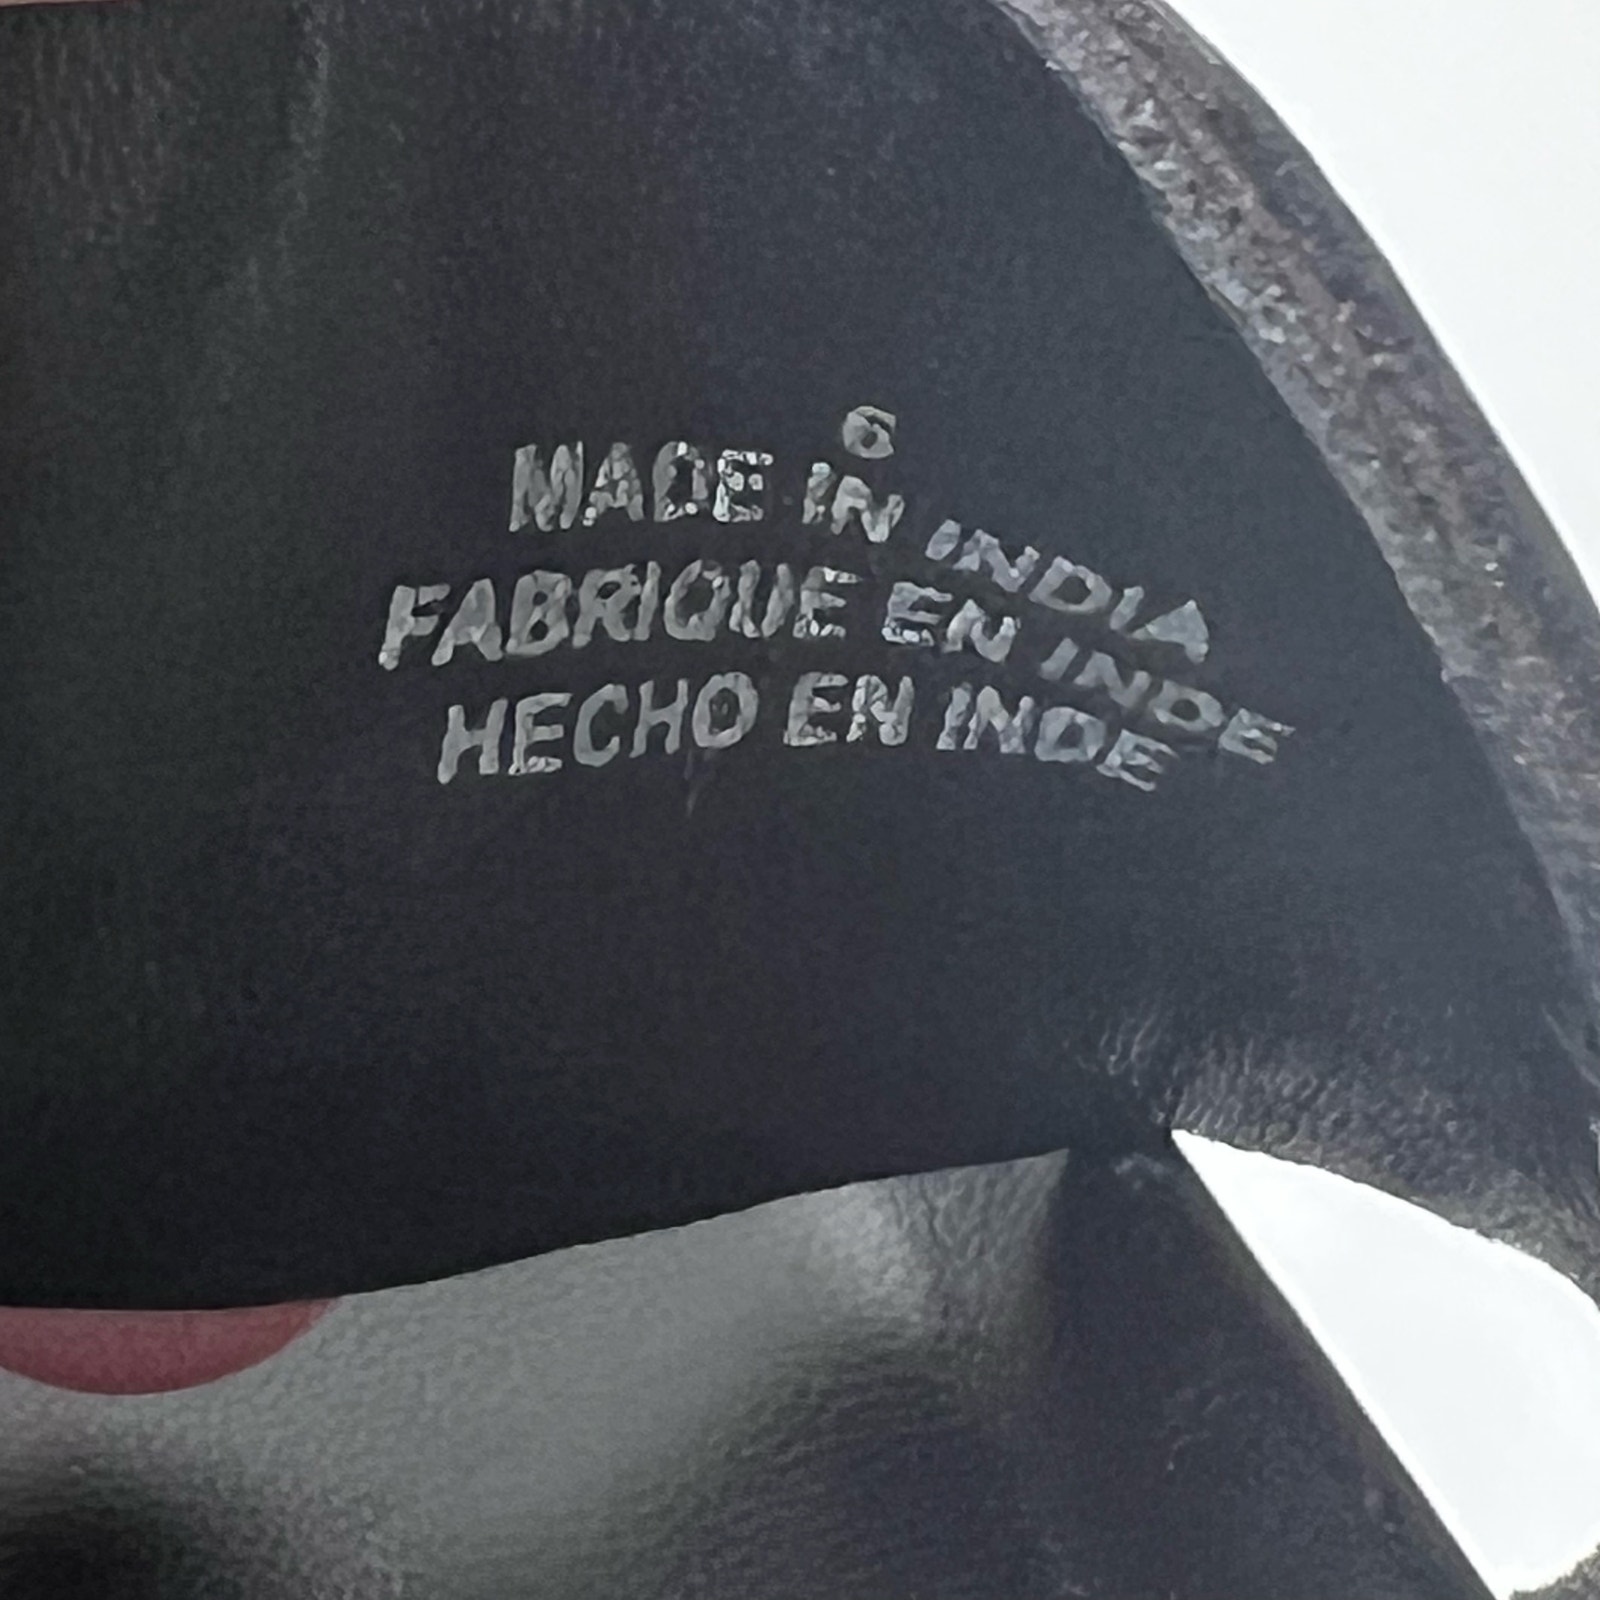 6
MADE IN INDIA
FABRIQUE EN INDE
HECHO EN INDE